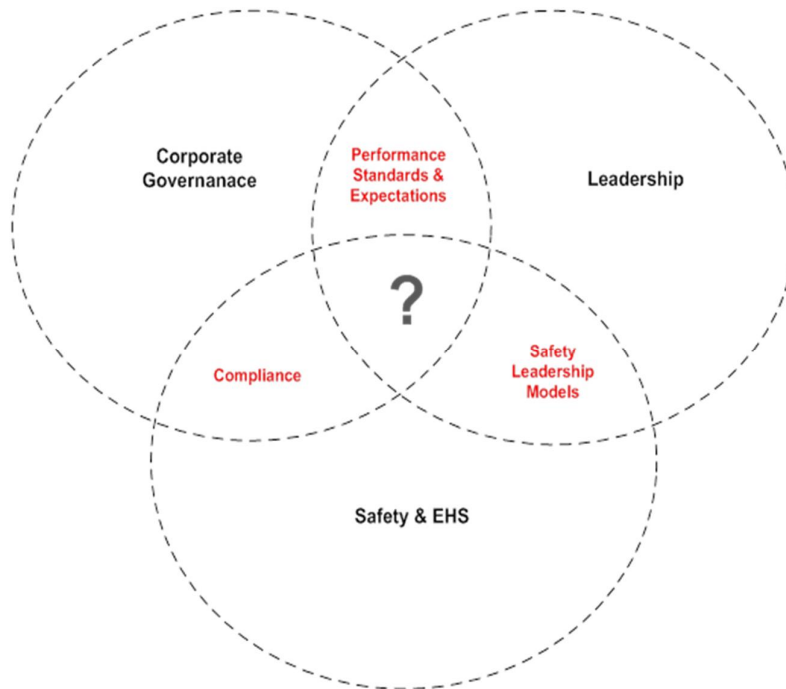 Corporate
Governanace
Performance
Standards &
Expectations
Leadership
?
Compliance
Safety
Leadership
Models
Safety & EHS